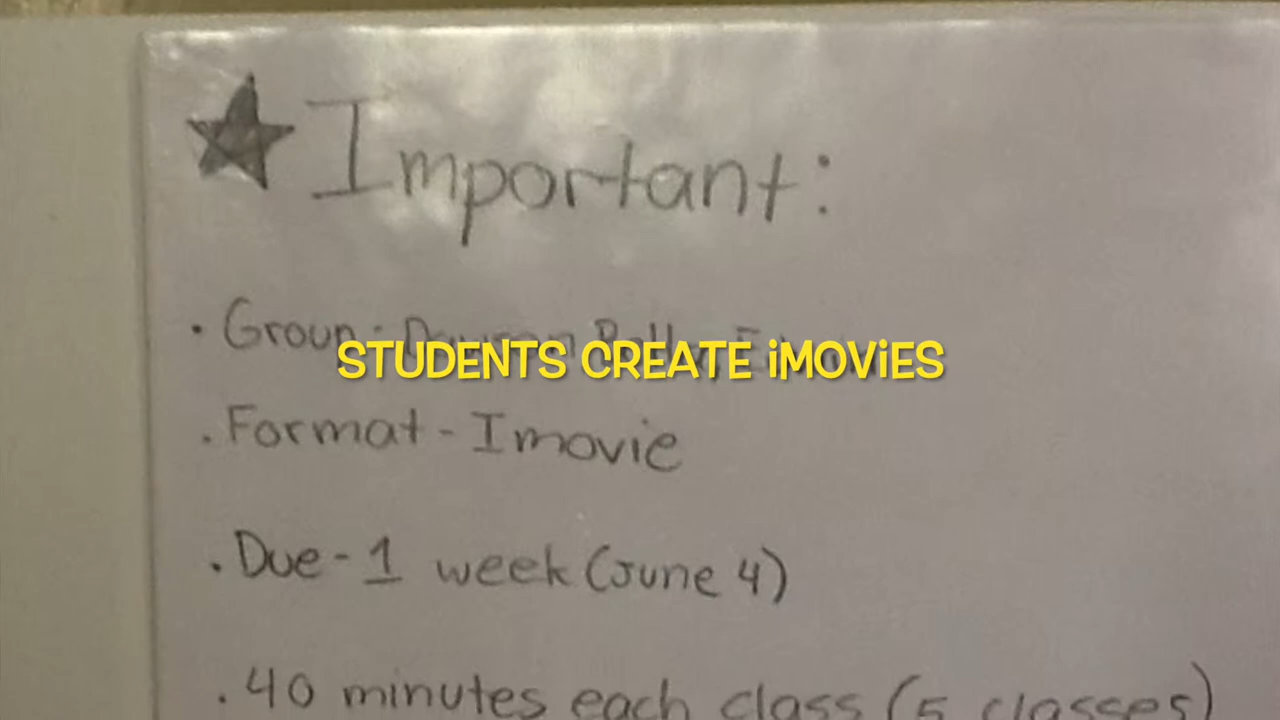 ★ Important:
• Group:
STUDENTS CREATE iMOViES
• Format - Imovie
• Due - 1 week (June 4)
• 40 minutes each class (5 classes)